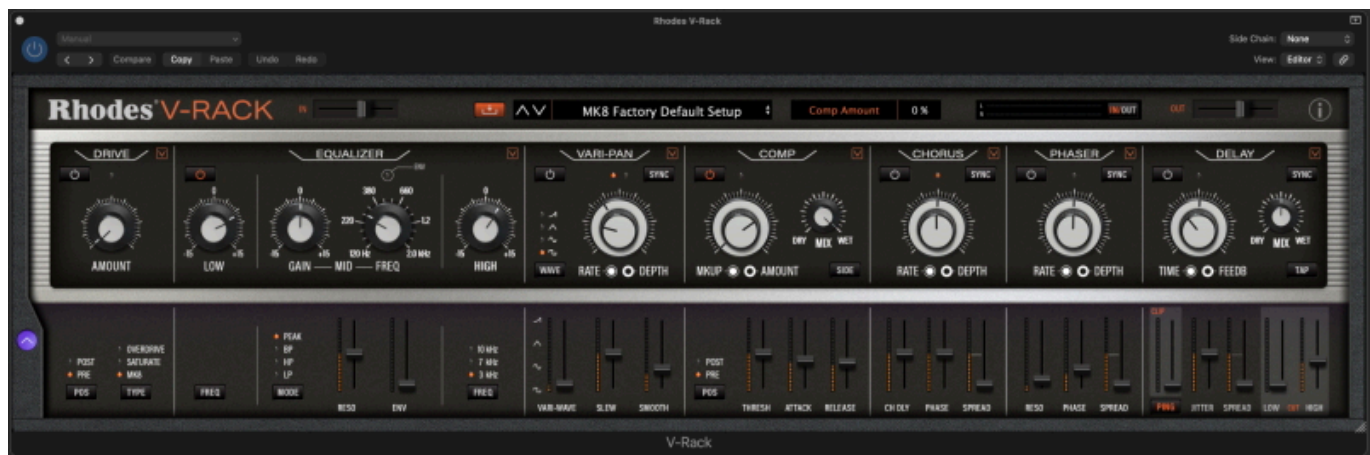 Rhodes V-Rack
Manual
Side Chain: None
Compare Copy Paste Undo Redo
View: Editor
Rhodes V-RACK
IN
MK8 Factory Default Setup
Comp Amount 0 %
L
R
IN/OUT
OUT
DRIVE EQUALIZER VARI-PAN COMP CHORUS PHASER DELAY
ENV
SYNC SYNC SYNC
0 380 660 0
220 1.2
-15 +15 -15 +15 120 Hz 2.0 kHz -15 +15
DRY MIX WET DRY MIX WET
AMOUNT LOW GAIN MID FREQ HIGH
WAVE RATE DEPTH MKUP AMOUNT SIDE RATE DEPTH RATE DEPTH TIME FEEDB TAP
CLIP
PEAK
OVERDRIVE BP 10 kHz
POST SATURATE HP 7 kHz POST
PRE MK8 LP 3 kHz PRE
POS TYPE FREQ MODE FREQ POS
RESO ENV VARI-WAVE SLEW SMOOTH THRESH ATTACK RELEASE CH DLY PHASE SPREAD RESO PHASE SPREAD PING JITTER SPREAD LOW CUT HIGH
V-Rack